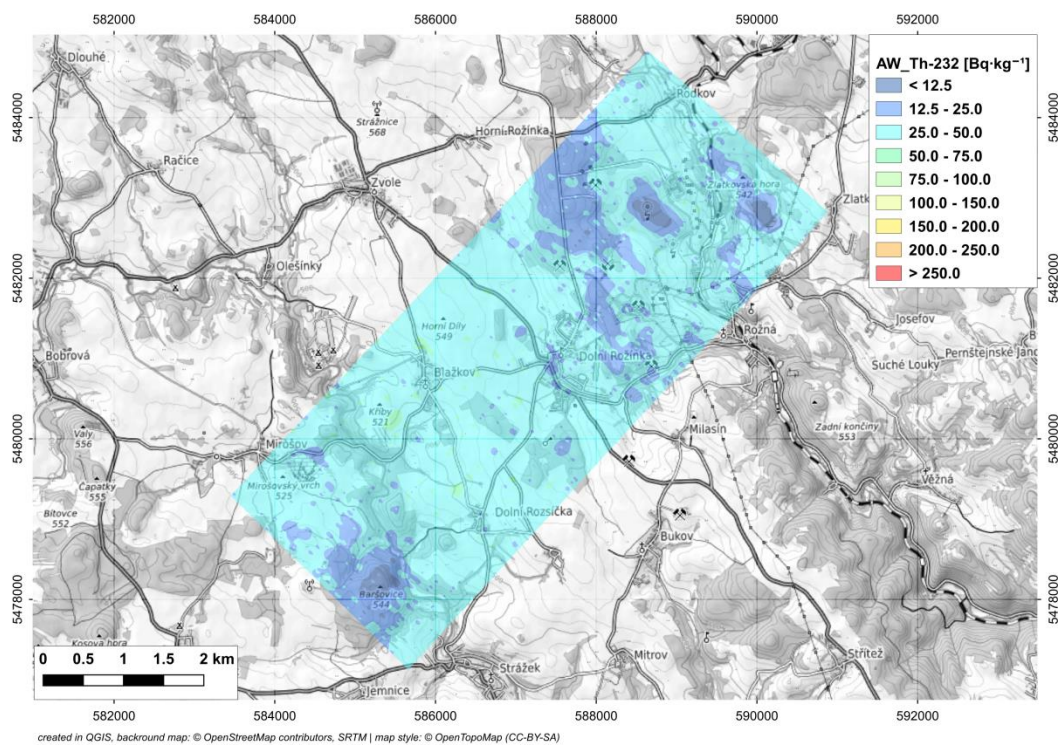 582000 584000 586000 588000 590000 592000
Dlouhé
Rodkov
AW_Th-232 [Bq·kg⁻¹]
< 12.5
12.5 - 25.0
25.0 - 50.0
50.0 - 75.0
75.0 - 100.0
100.0 - 150.0
150.0 - 200.0
200.0 - 250.0
> 250.0
5484000
5484000
Strážnice
568
Horní Rožínka
Račice
Zvole
Zlatkovská hora
542
Zlatk
Olešínky
5482000
5482000
Horní Díly
549
Rožná
Josefov
Bobrová
Dolní Rožínka
Suché Louky
Pernštejnské Jano
Blažkov
Křiby
521
Valy
556
5480000
5480000
Mirošov
Milasín
Zadní končiny
553
Mirošovský vrch
525
Čapatky
555
Věžná
Bítovce
552
Dolní Rozsíčka
Bukov
5478000
5478000
Baršovice
544
Kosova hora
0 0.5 1 1.5 2 km
Strážek
Mitrov
Střítež
Jemnice
582000 584000 586000 588000 590000 592000
created in QGIS, backround map: © OpenStreetMap contributors, SRTM | map style: © OpenTopoMap (CC-BY-SA)